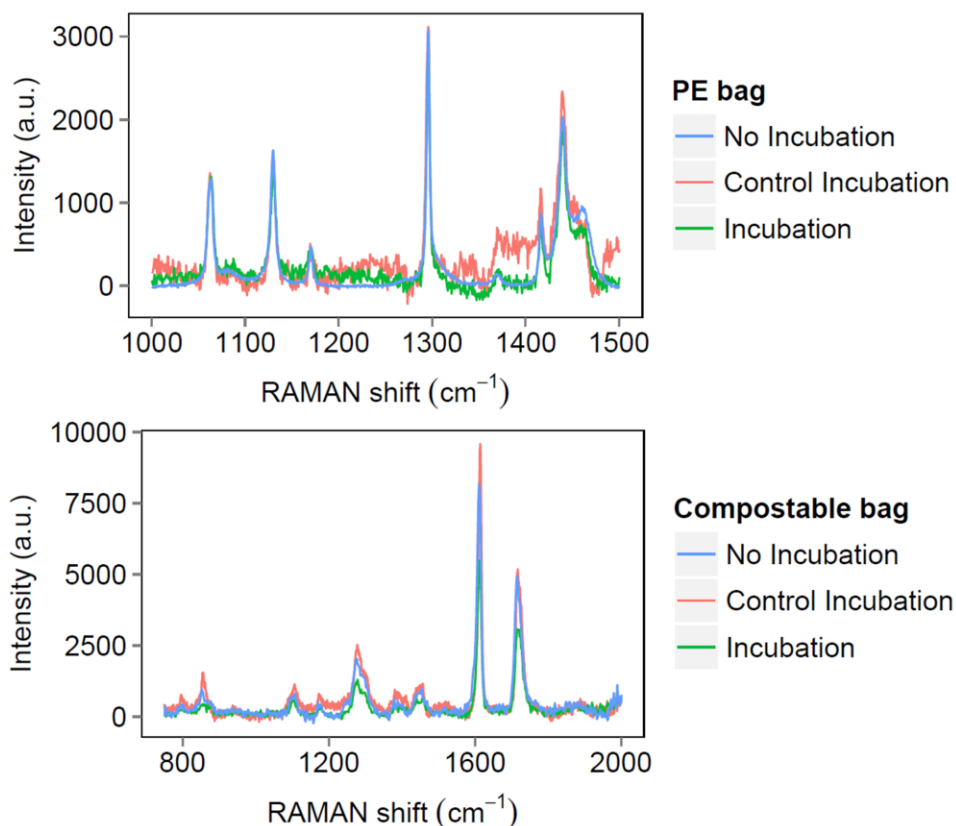 3000
2000
1000
0
Intensity (a.u.)
1000 1100 1200 1300 1400 1500
RAMAN shift (cm⁻¹)
PE bag
No Incubation
Control Incubation
Incubation
10000
7500
5000
2500
0
Intensity (a.u.)
800 1200 1600 2000
RAMAN shift (cm⁻¹)
Compostable bag
No Incubation
Control Incubation
Incubation